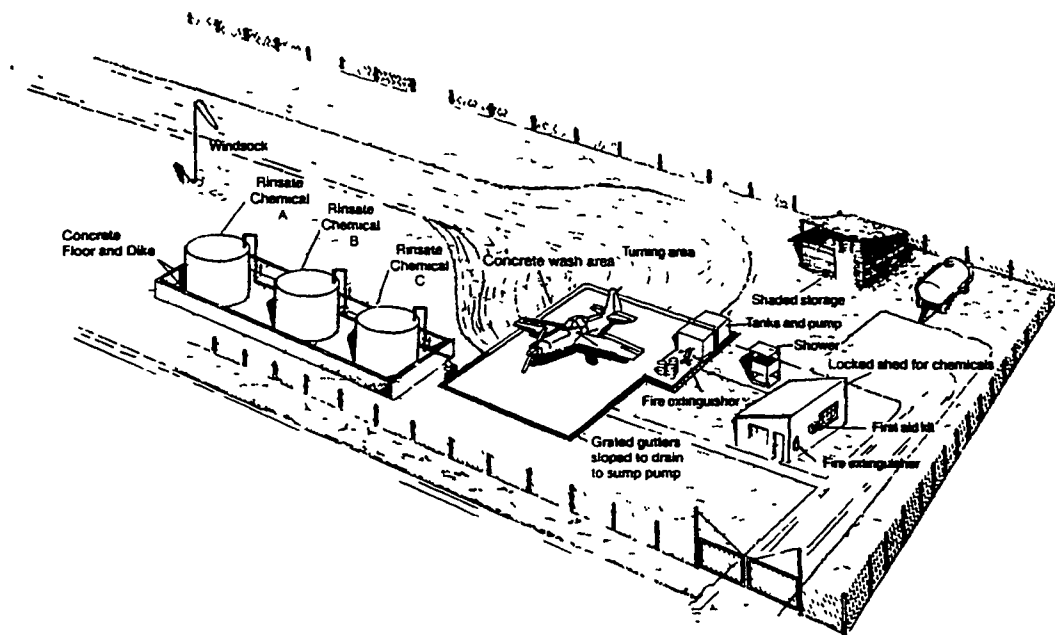 Windsock
Rinsate
Chemical
A
Rinsate
Chemical
B
Rinsate
Chemical
C
Concrete
Floor and Dike
Concrete wash area
Turning area
Shaded storage
Tanks and pump
Shower
Locked shed for chemicals
Fire extinguisher
First aid kit
Fire extinguisher
Grated gutters
sloped to drain
to sump pump